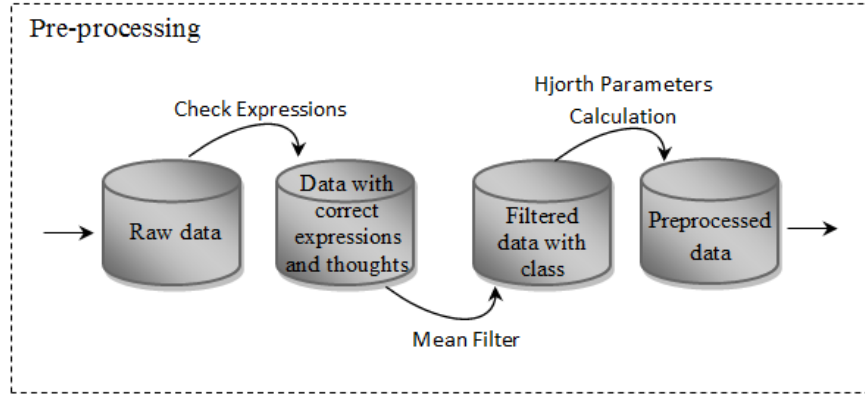 Pre-processing
Check Expressions
Hjorth Parameters
Calculation
Raw data
Data with
correct
expressions
and thoughts
Filtered
data with
class
Preprocessed
data
Mean Filter